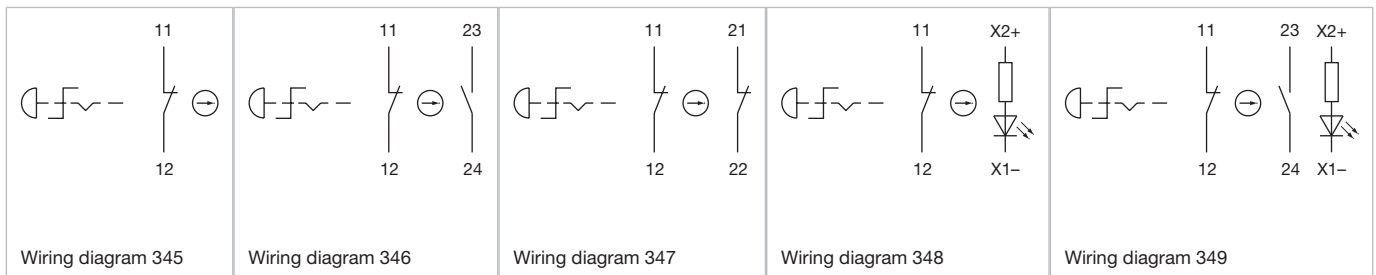 11
12
Wiring diagram 345
11 23
12 24
Wiring diagram 346
11 21
12 22
Wiring diagram 347
11 X2+
12 X1–
Wiring diagram 348
11 23 X2+
12 24 X1–
Wiring diagram 349